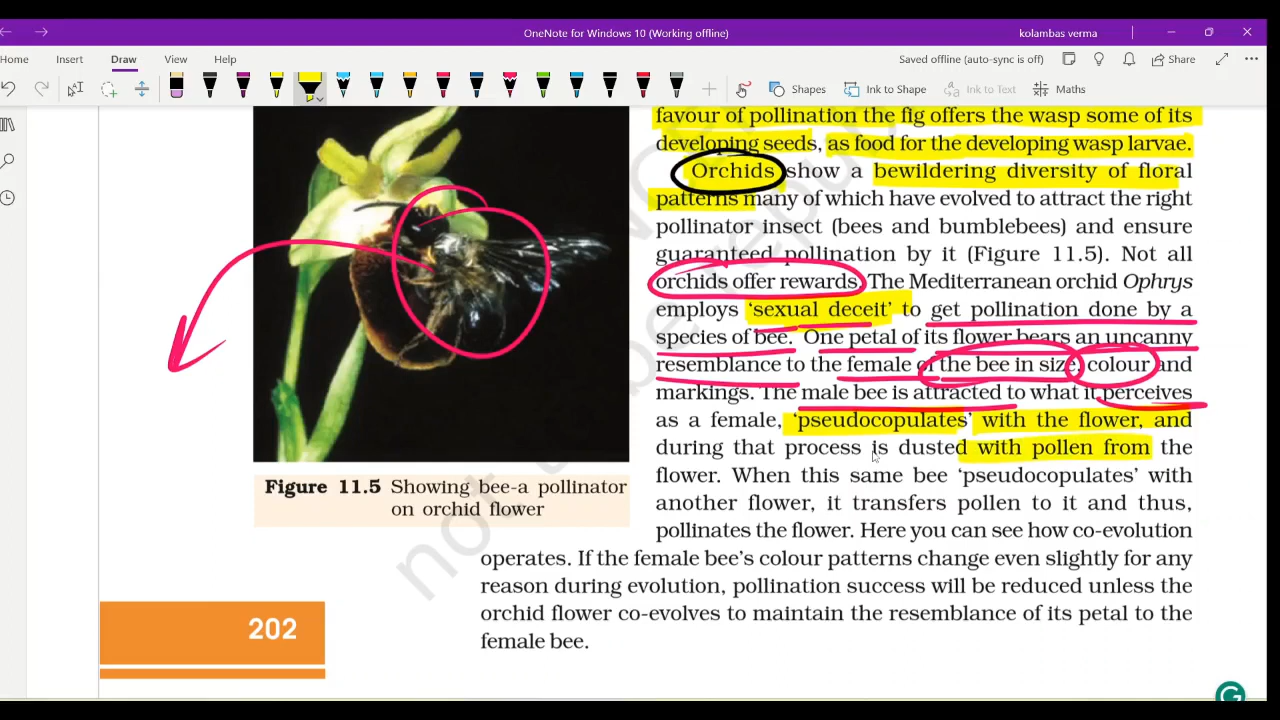 OneNote for Windows 10 (Working offline)
kolambas verma
Home Insert Draw View Help
Saved offline (auto-sync is off)
Share
Shapes
Ink to Shape
Ink to Text
Maths
favour of pollination the fig offers the wasp some of its
developing seeds, as food for the developing wasp larvae.
Orchids show a bewildering diversity of floral
patterns many of which have evolved to attract the right
pollinator insect (bees and bumblebees) and ensure
guaranteed pollination by it (Figure 11.5). Not all
orchids offer rewards. The Mediterranean orchid Ophrys
employs ‘sexual deceit’ to get pollination done by a
species of bee. One petal of its flower bears an uncanny
resemblance to the female of the bee in size, colour and
markings. The male bee is attracted to what it perceives
as a female, ‘pseudocopulates’ with the flower, and
during that process is dusted with pollen from the
flower. When this same bee ‘pseudocopulates’ with
another flower, it transfers pollen to it and thus,
pollinates the flower. Here you can see how co-evolution
operates. If the female bee’s colour patterns change even slightly for any
reason during evolution, pollination success will be reduced unless the
orchid flower co-evolves to maintain the resemblance of its petal to the
female bee.
Figure 11.5 Showing bee-a pollinator
on orchid flower
202
not to be republ